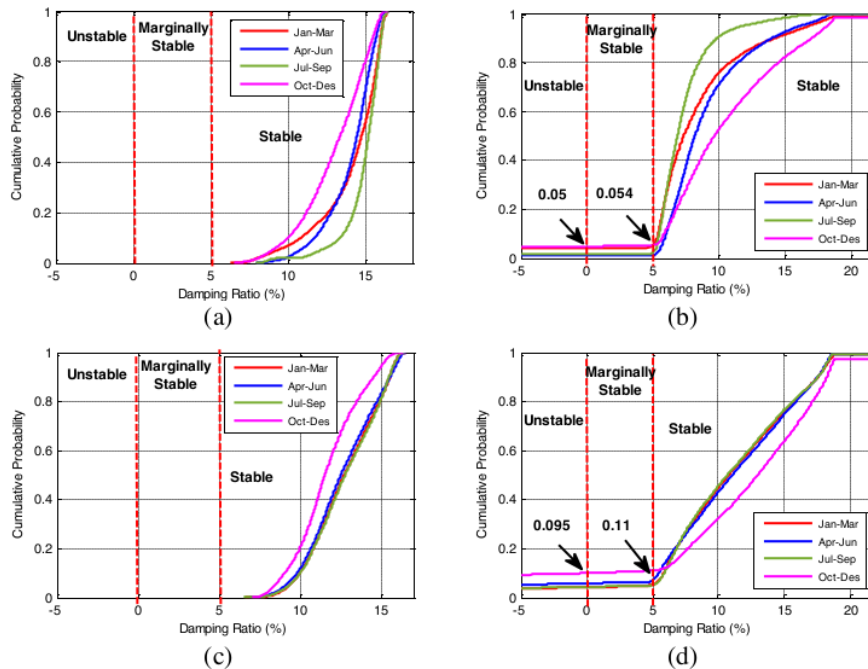 Unstable
Marginally
Stable
Jan-Mar
Apr-Jun
Jul-Sep
Oct-Des
Stable
Cumulative Probability
1
0.8
0.6
0.4
0.2
0
-5 0 5 10 15
Damping Ratio (%)
(a)
Marginally
Stable
Unstable
Stable
0.05 0.054
Jan-Mar
Apr-Jun
Jul-Sep
Oct-Des
Cumulative Probability
1
0.8
0.6
0.4
0.2
0
-5 0 5 10 15 20
Damping Ratio (%)
(b)
Unstable
Marginally
Stable
Jan-Mar
Apr-Jun
Jul-Sep
Oct-Des
Stable
Cumulative Probability
1
0.8
0.6
0.4
0.2
0
-5 0 5 10 15
Damping Ratio (%)
(c)
Marginally
Stable
Unstable
Stable
0.095 0.11
Jan-Mar
Apr-Jun
Jul-Sep
Oct-Des
Cumulative Probability
1
0.8
0.6
0.4
0.2
0
-5 0 5 10 15 20
Damping Ratio (%)
(d)